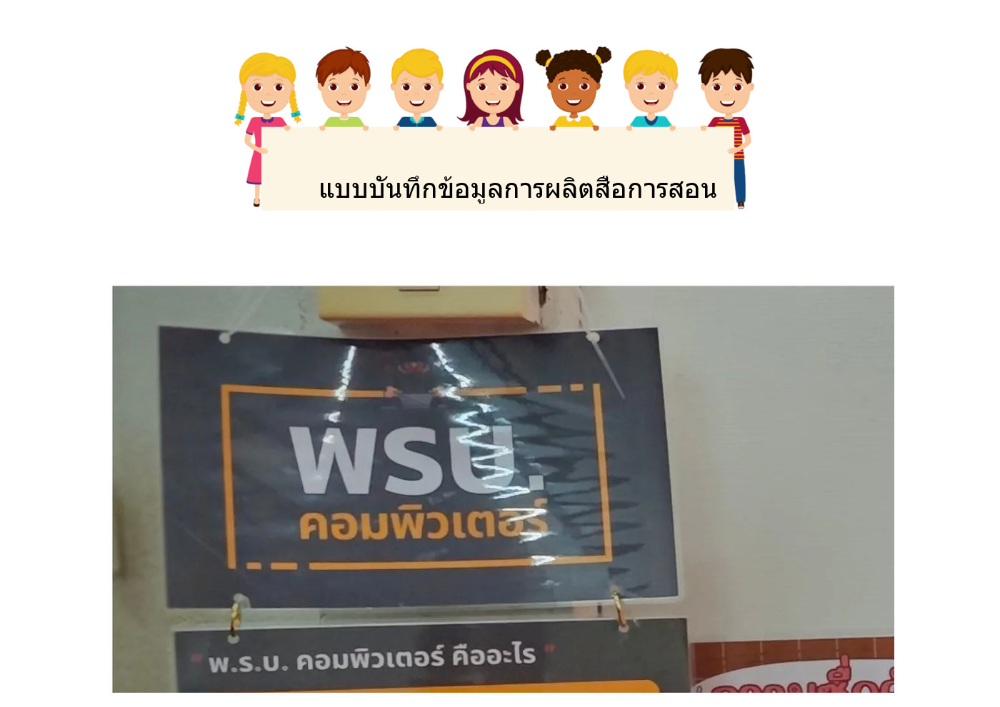 แบบบันทึกข้อมูลการผลิตสื่อการสอน
พรบ.
คอมพิวเตอร์
" พ.ร.บ. คอมพิวเตอร์ คืออะไร "